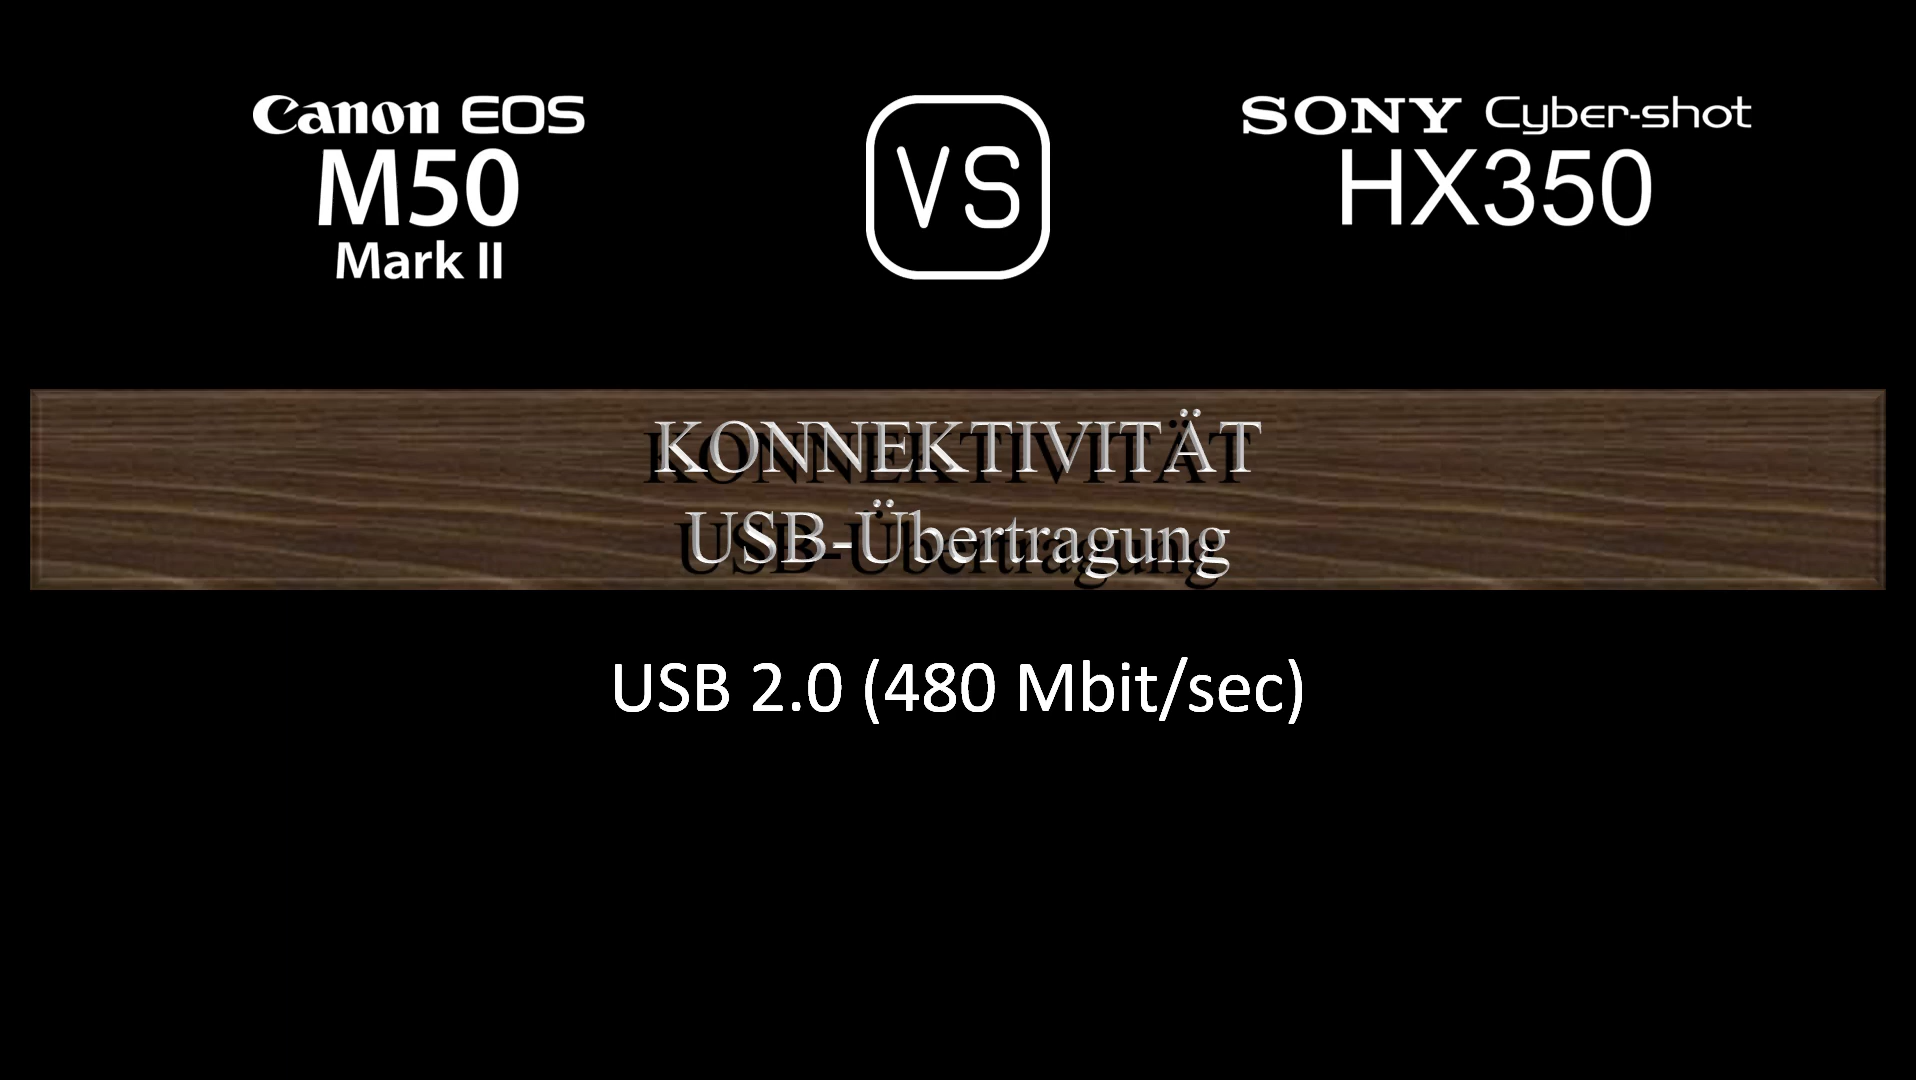 Canon EOS
M50
Mark II
VS
SONY Cyber-shot
HX350
KONNEKTIVITÄT
USB-Übertragung
USB 2.0 (480 Mbit/sec)